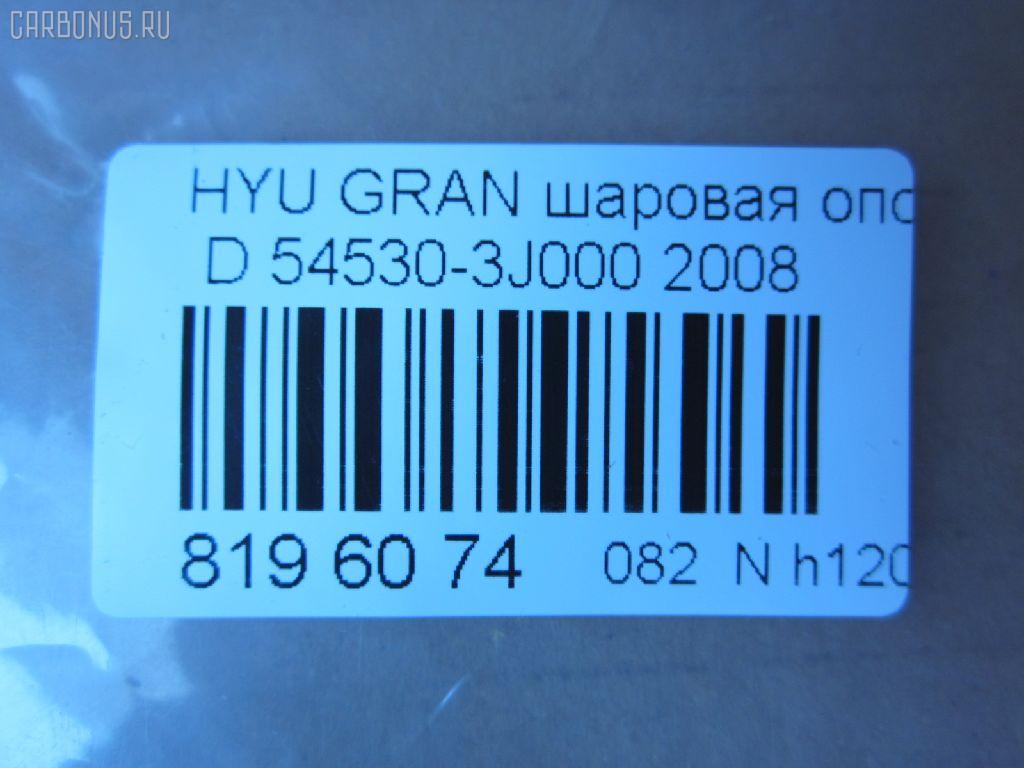 CARBONUS.RU
HYU GRAN шаровая опо
D 54530-3J000 2008
819 60 74 082 N h120